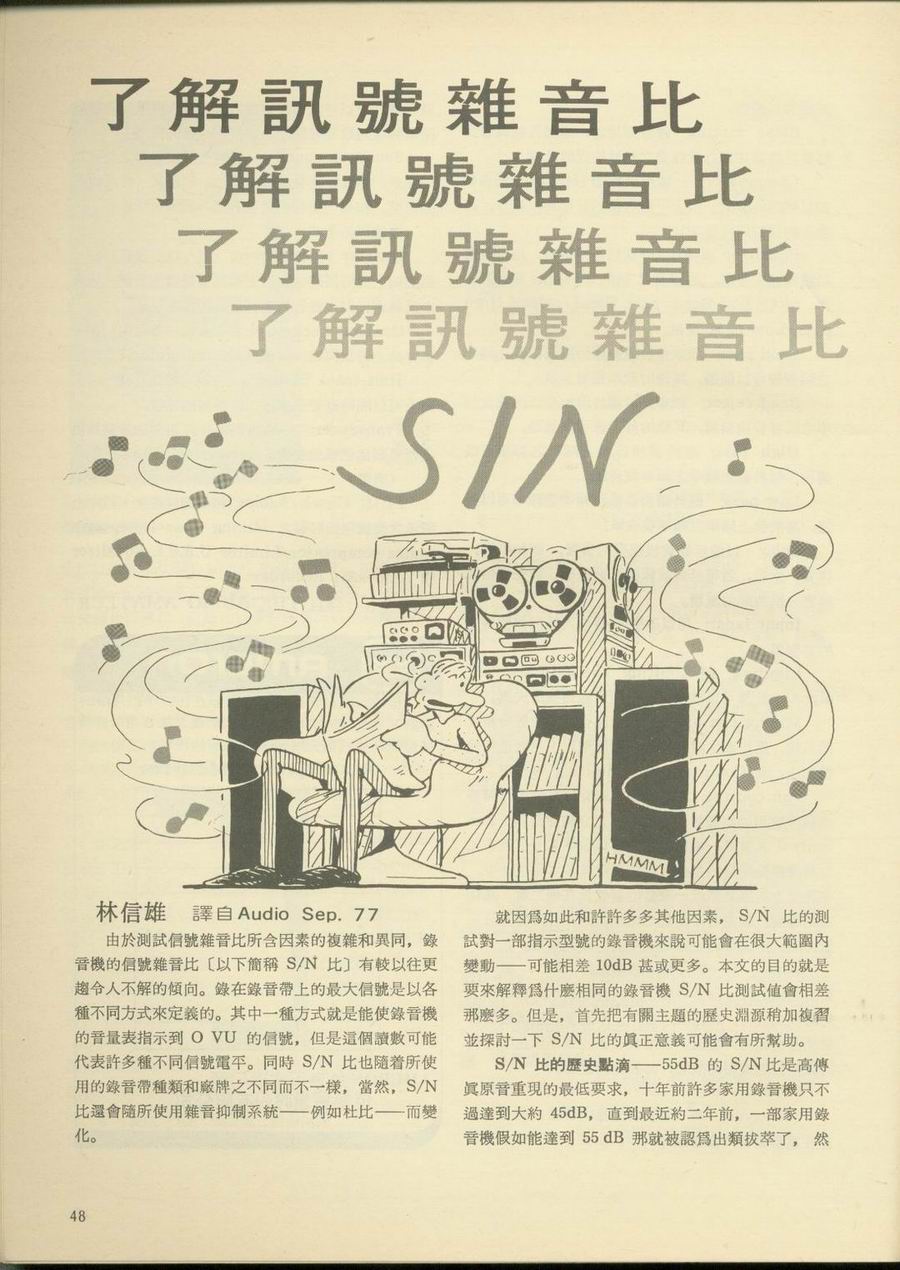 了解訊號雜音比
了解訊號雜音比
了解訊號雜音比
了解訊號雜音比
S/N
HMMM
林信雄 譯自Audio Sep. 77
由於測試信號雜音比所含因素的複雜和異同，錄
音機的信號雜音比〔以下簡稱 S/N 比〕有較以往更
趨令人不解的傾向。錄在錄音帶上的最大信號是以各
種不同方式來定義的。其中一種方式就是能使錄音機
的音量表指示到 O VU 的信號，但是這個讀數可能
代表許多種不同信號電平。同時 S/N 比也隨着所使
用的錄音帶種類和廠牌之不同而不一樣，當然，S/N
比還會隨所使用雜音抑制系統——例如杜比——而變
化。
就因爲如此和許許多多其他因素， S/N 比的測
試對一部指示型號的錄音機來說可能會在很大範圍內
變動——可能相差 10dB 甚或更多。本文的目的就是
要來解釋爲什麼相同的錄音機 S/N 比測試值會相差
那麼多。但是，首先把有關主題的歷史淵源稍加複習
並探討一下 S/N 比的眞正意義可能會有所幫助。
S/N 比的歷史點滴——55dB 的 S/N比是高傳
眞原音重現的最低要求，十年前許多家用錄音機只不
過達到大約 45dB， 直到最近約二年前，一部家用錄
音機假如能達到 55 dB 那就被認爲出類拔萃了， 然
48